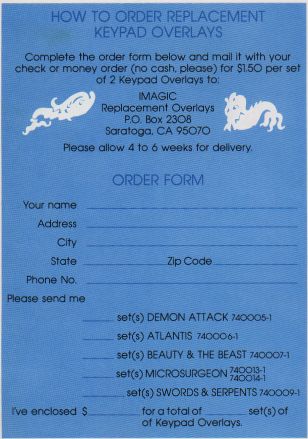 HOW TO ORDER REPLACEMENT
KEYPAD OVERLAYS
Complete the order form below and mail it with your
check or money order (no cash, please) for $1.50 per set
of 2 Keypad Overlays to:
IMAGIC
Replacement Overlays
P.O. Box 2308
Saratoga, CA 95070
Please allow 4 to 6 weeks for delivery.
ORDER FORM
Your name
Address
City
State Zip Code
Phone No.
Please send me
set(s) DEMON ATTACK 740005-1
set(s) ATLANTIS 740006-1
set(s) BEAUTY & THE BEAST 740007-1
set(s) MICROSURGEON 740013-1
740014-1
set(s) SWORDS & SERPENTS 740009-1
I've enclosed $ for a total of set(s) of
of Keypad Overlays.